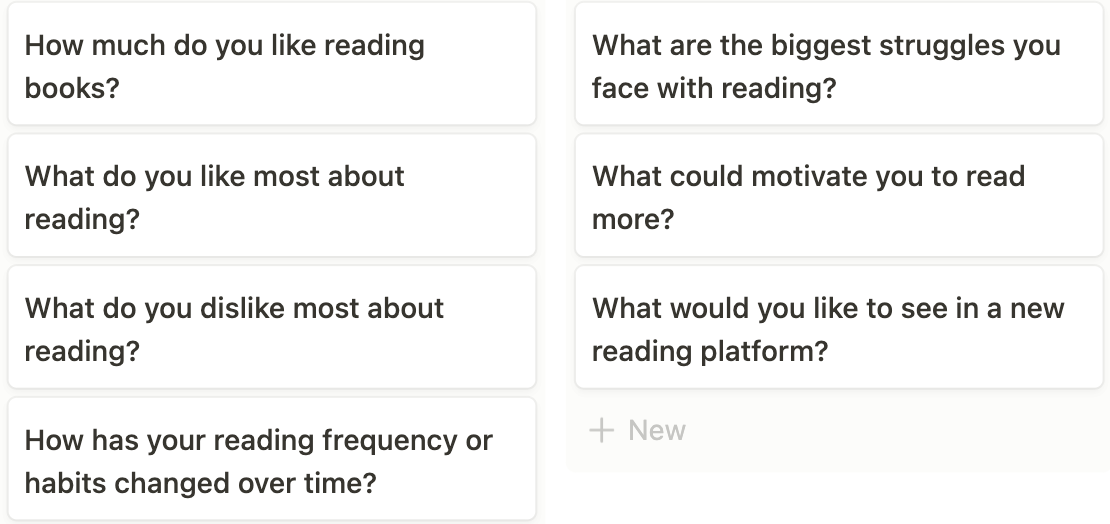 How much do you like reading
books?
What do you like most about
reading?
What do you dislike most about
reading?
How has your reading frequency or
habits changed over time?
What are the biggest struggles you
face with reading?
What could motivate you to read
more?
What would you like to see in a new
reading platform?
+ New